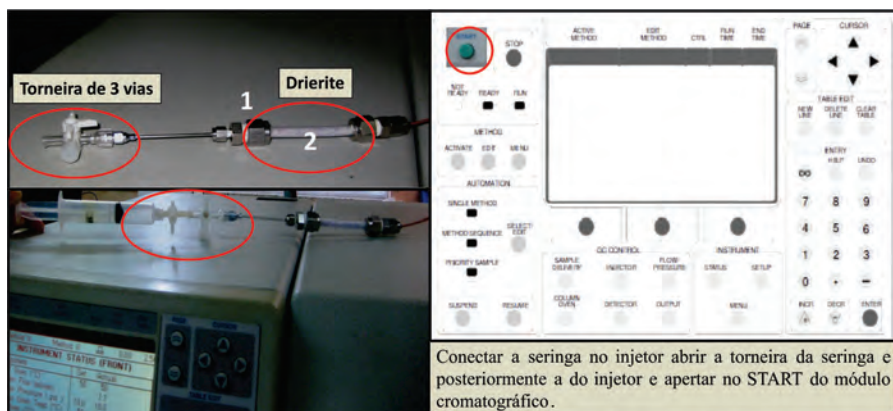 Torneira de 3 vias
Drierite
1
2
INSTRUMENT STATUS (FRONT)
START
STOP
ACTIVE METHOD
EDIT METHOD
CTRL
RUN TIME
END TIME
PAGE
CURSOR
NOT READY
READY
RUN
METHOD
ACTIVATE
EDIT
MENU
AUTOMATION
SINGLE METHOD
METHOD SEQUENCE
PRIORITY SAMPLE
SELECT/EDIT
SUSPEND
RESUME
GC CONTROL
SAMPLE DELIVERY
INJECTOR
FLOW/PRESSURE
COLUMN OVEN
DETECTOR
OUTPUT
INSTRUMENT
STATUS
SETUP
MENU
TABLE EDIT
NEW LINE
DELETE LINE
CLEAR TABLE
ENTRY
HELP
UNDO
∞
7 8 9
4 5 6
1 2 3
0 . –
INCR
DECR
ENTER
Conectar a seringa no injetor abrir a torneira da seringa e
posteriormente a do injetor e apertar no START do módulo
cromatográfico.